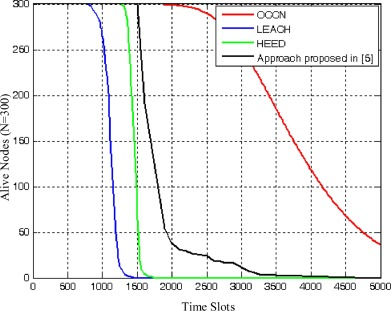 300
250
200
150
100
50
0
Alive Nodes (N=300)
OCCN
LEACH
HEED
Approach proposed in [5]
0 500 1000 1500 2000 2500 3000 3500 4000 4500 5000
Time Slots